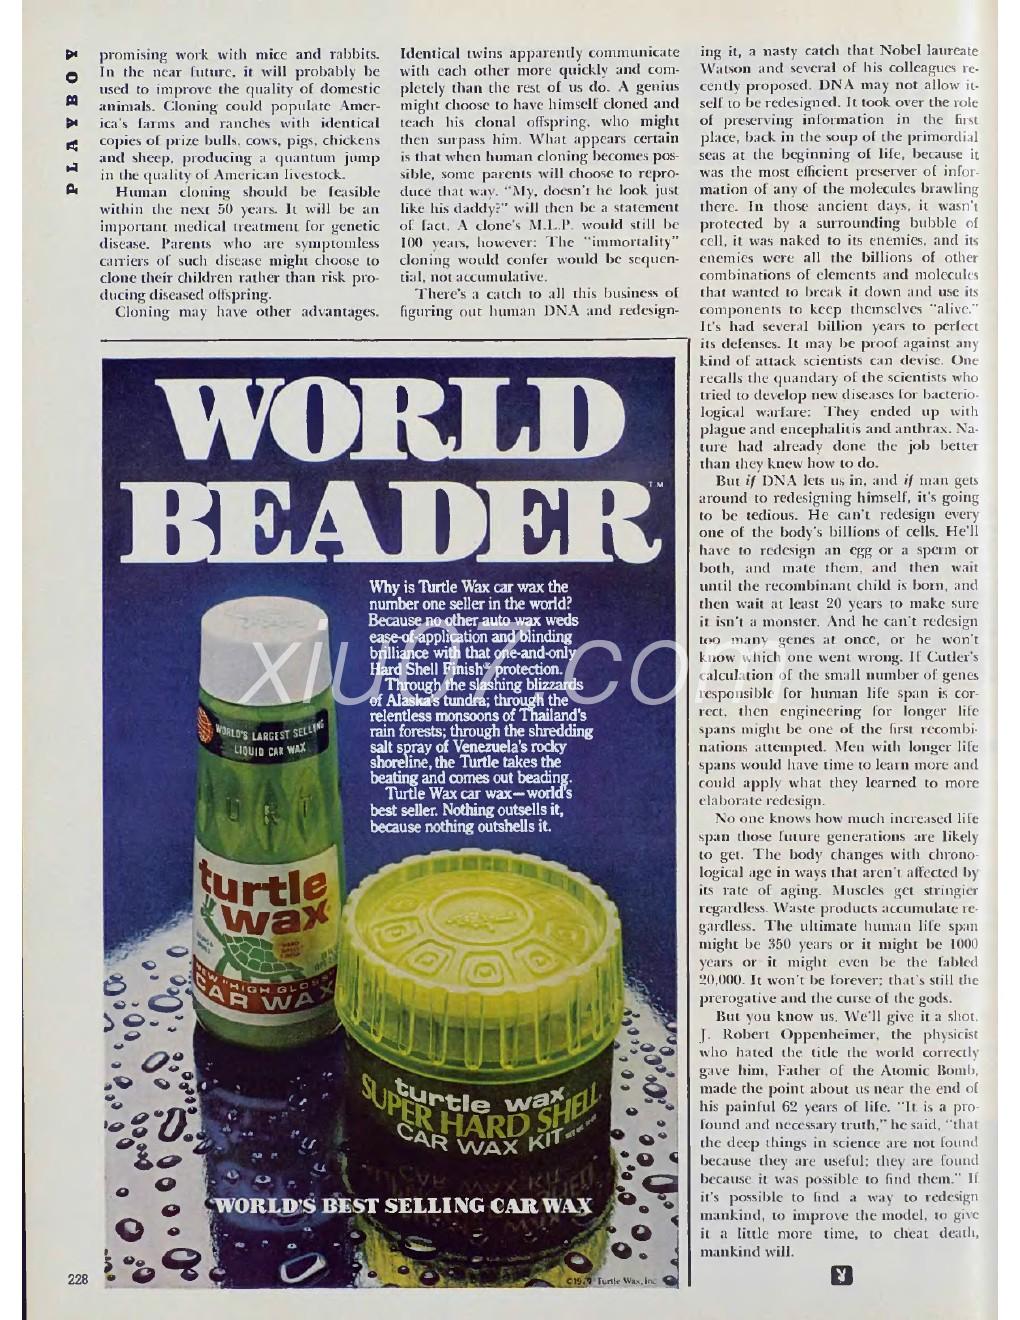 PLAYBOY
promising work with mice and rabbits.
In the near future, it will probably be
used to improve the quality of domestic
animals. Cloning could populate Amer-
ica's farms and ranches with identical
copies of prize bulls, cows, pigs, chickens
and sheep, producing a quantum jump
in the quality of American livestock.
Human cloning should be feasible
within the next 50 years. It will be an
important medical treatment for genetic
disease. Parents who are symptomless
carriers of such disease might choose to
clone their children rather than risk pro-
ducing diseased offspring.
Cloning may have other advantages.
Identical twins apparently communicate
with each other more quickly and com-
pletely than the rest of us do. A genius
might choose to have himself cloned and
teach his clonal offspring, who might
then surpass him. What appears certain
is that when human cloning becomes pos-
sible, some parents will choose to repro-
duce that way. "My, doesn't he look just
like his daddy?" will then be a statement
of fact. A clone's M.L.P. would still be
100 years, however: The "immortality"
cloning would confer would be sequen-
tial, not accumulative.
There's a catch to all this business of
figuring out human DNA and redesign-
ing it, a nasty catch that Nobel laureate
Watson and several of his colleagues re-
cently proposed. DNA may not allow it-
self to be redesigned. It took over the role
of preserving information in the first
place, back in the soup of the primordial
seas at the beginning of life, because it
was the most efficient preserver of infor-
mation of any of the molecules brawling
there. In those ancient days, it wasn't
protected by a surrounding bubble of
cell, it was naked to its enemies, and its
enemies were all the billions of other
combinations of elements and molecules
that wanted to break it down and use its
components to keep themselves "alive."
It's had several billion years to perfect
its defenses. It may be proof against any
kind of attack scientists can devise. One
recalls the quandary of the scientists who
tried to develop new diseases for bacterio-
logical warfare: They ended up with
plague and encephalitis and anthrax. Na-
ture had already done the job better
than they knew how to do.
But if DNA lets us in, and if man gets
around to redesigning himself, it's going
to be tedious. He can't redesign every
one of the body's billions of cells. He'll
have to redesign an egg or a sperm or
both, and mate them, and then wait
until the recombinant child is born, and
then wait at least 20 years to make sure
it isn't a monster. And he can't redesign
too many genes at once, or he won't
know which one went wrong. If Cutler's
calculation of the small number of genes
responsible for human life span is cor-
rect, then engineering for longer life
spans might be one of the first recombi-
nations attempted. Men with longer life
spans would have time to learn more and
could apply what they learned to more
elaborate redesign.
No one knows how much increased life
span those future generations are likely
to get. The body changes with chrono-
logical age in ways that aren't affected by
its rate of aging. Muscles get stringier
regardless. Waste products accumulate re-
gardless. The ultimate human life span
might be 350 years or it might be 1000
years or it might even be the fabled
20,000. It won't be forever; that's still the
prerogative and the curse of the gods.
But you know us. We'll give it a shot.
J. Robert Oppenheimer, the physicist
who hated the title the world correctly
gave him, Father of the Atomic Bomb,
made the point about us near the end of
his painful 62 years of life. "It is a pro-
found and necessary truth," he said, "that
the deep things in science are not found
because they are useful; they are found
because it was possible to find them." If
it's possible to find a way to redesign
mankind, to improve the model, to give
it a little more time, to cheat death,
mankind will.
WORLD
BEADER™
Why is Turtle Wax car wax the
number one seller in the world?
Because no other auto wax weds
ease-of-application and blinding
brilliance with that one-and-only
Hard Shell Finish® protection.
Through the slashing blizzards
of Alaska's tundra; through the
relentless monsoons of Thailand's
rain forests; through the shredding
salt spray of Venezuela's rocky
shoreline, the Turtle takes the
beating and comes out beading.
Turtle Wax car wax—world's
best seller. Nothing outsells it,
because nothing outshells it.
WORLD'S LARGEST SELLING
LIQUID CAR WAX
TURT
turtle
wax
NEW "HIGH GLOSS"
CAR WAX
turtle wax
SUPER HARD SHELL
CAR WAX KIT
WORLD'S BEST SELLING CAR WAX
©1979 Turtle Wax, Inc.
228
xiu0z.com